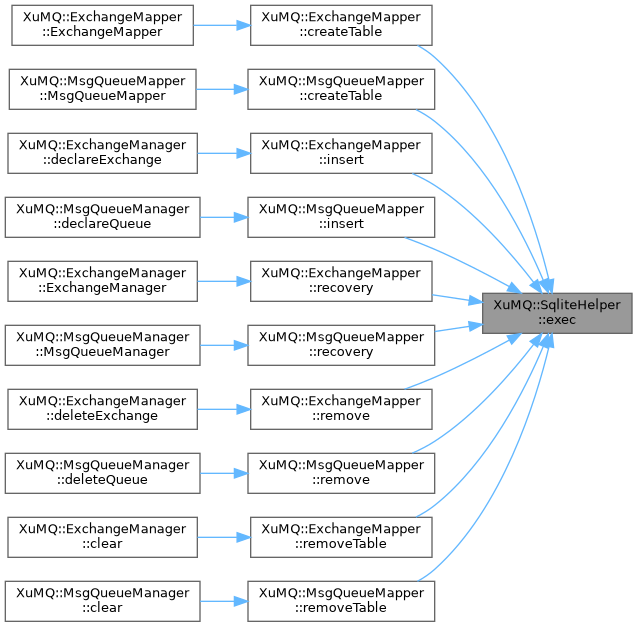 XuMQ::ExchangeMapper
::ExchangeMapper
XuMQ::ExchangeMapper
::createTable
XuMQ::MsgQueueMapper
::MsgQueueMapper
XuMQ::MsgQueueMapper
::createTable
XuMQ::ExchangeManager
::declareExchange
XuMQ::ExchangeMapper
::insert
XuMQ::MsgQueueManager
::declareQueue
XuMQ::MsgQueueMapper
::insert
XuMQ::ExchangeManager
::ExchangeManager
XuMQ::ExchangeMapper
::recovery
XuMQ::SqliteHelper
::exec
XuMQ::MsgQueueManager
::MsgQueueManager
XuMQ::MsgQueueMapper
::recovery
XuMQ::ExchangeManager
::deleteExchange
XuMQ::ExchangeMapper
::remove
XuMQ::MsgQueueManager
::deleteQueue
XuMQ::MsgQueueMapper
::remove
XuMQ::ExchangeManager
::clear
XuMQ::ExchangeMapper
::removeTable
XuMQ::MsgQueueManager
::clear
XuMQ::MsgQueueMapper
::removeTable